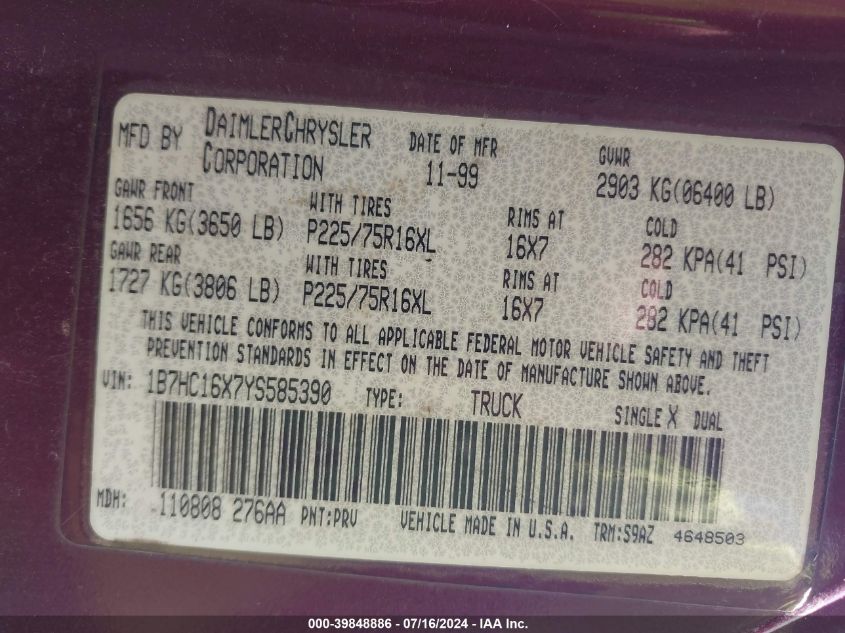 MFD BY DAIMLERCHRYSLER CORPORATION DATE OF MFR 11-99 GVWR 2903 KG(06400 LB)
GAWR FRONT WITH TIRES RIMS AT COLD
1656 KG(3650 LB) P225/75R16XL 16X7 282 KPA(41 PSI)
GAWR REAR WITH TIRES RIMS AT COLD
1727 KG(3806 LB) P225/75R16XL 16X7 282 KPA(41 PSI)
THIS VEHICLE CONFORMS TO ALL APPLICABLE FEDERAL MOTOR VEHICLE SAFETY AND THEFT
PREVENTION STANDARDS IN EFFECT ON THE DATE OF MANUFACTURE SHOWN ABOVE.
VIN: 1B7HC16X7YS585390 TYPE: TRUCK SINGLE X DUAL
MDH: 110808 276AA PNT:PRV VEHICLE MADE IN U.S.A. TRM:S9AZ 4648503
000-39848886 - 07/16/2024 - IAA Inc.